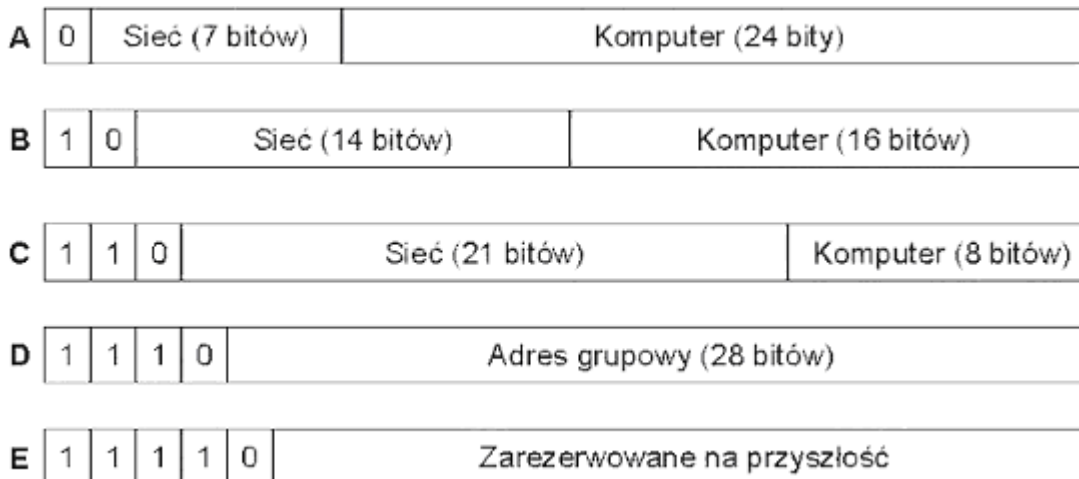 A 0 Sieć (7 bitów) Komputer (24 bity)
B 1 0 Sieć (14 bitów) Komputer (16 bitów)
C 1 1 0 Sieć (21 bitów) Komputer (8 bitów)
D 1 1 1 0 Adres grupowy (28 bitów)
E 1 1 1 1 0 Zarezerwowane na przyszłość